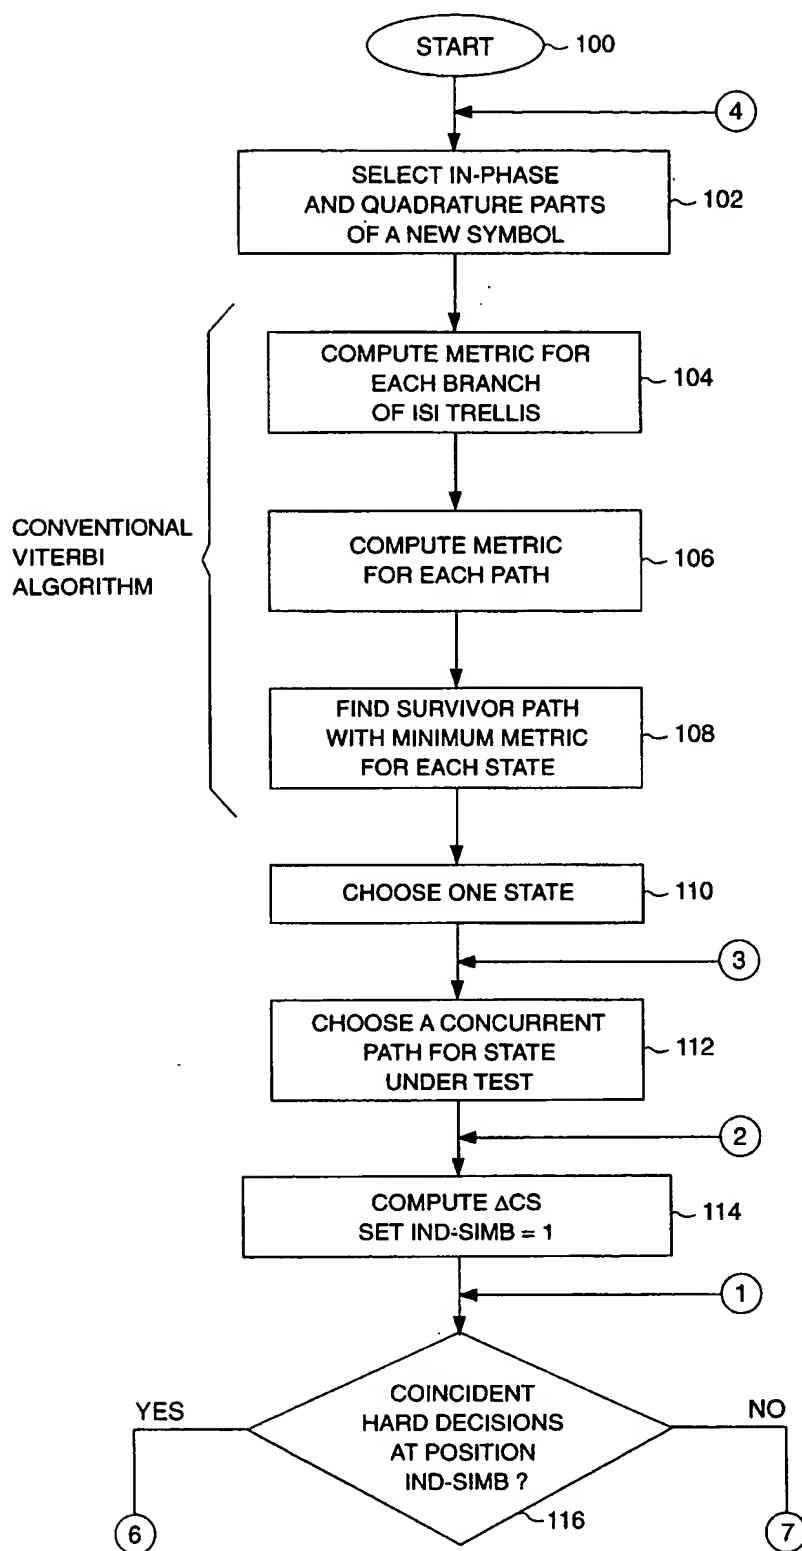 START
100
4
SELECT IN-PHASE
AND QUADRATURE PARTS
OF A NEW SYMBOL
102
COMPUTE METRIC FOR
EACH BRANCH
OF ISI TRELLIS
104
CONVENTIONAL
VITERBI
ALGORITHM
COMPUTE METRIC
FOR EACH PATH
106
FIND SURVIVOR PATH
WITH MINIMUM METRIC
FOR EACH STATE
108
CHOOSE ONE STATE
110
3
CHOOSE A CONCURRENT
PATH FOR STATE
UNDER TEST
112
2
COMPUTE ΔCS
SET IND-SIMB = 1
114
1
YES
COINCIDENT
HARD DECISIONS
AT POSITION
IND-SIMB ?
NO
116
6
7